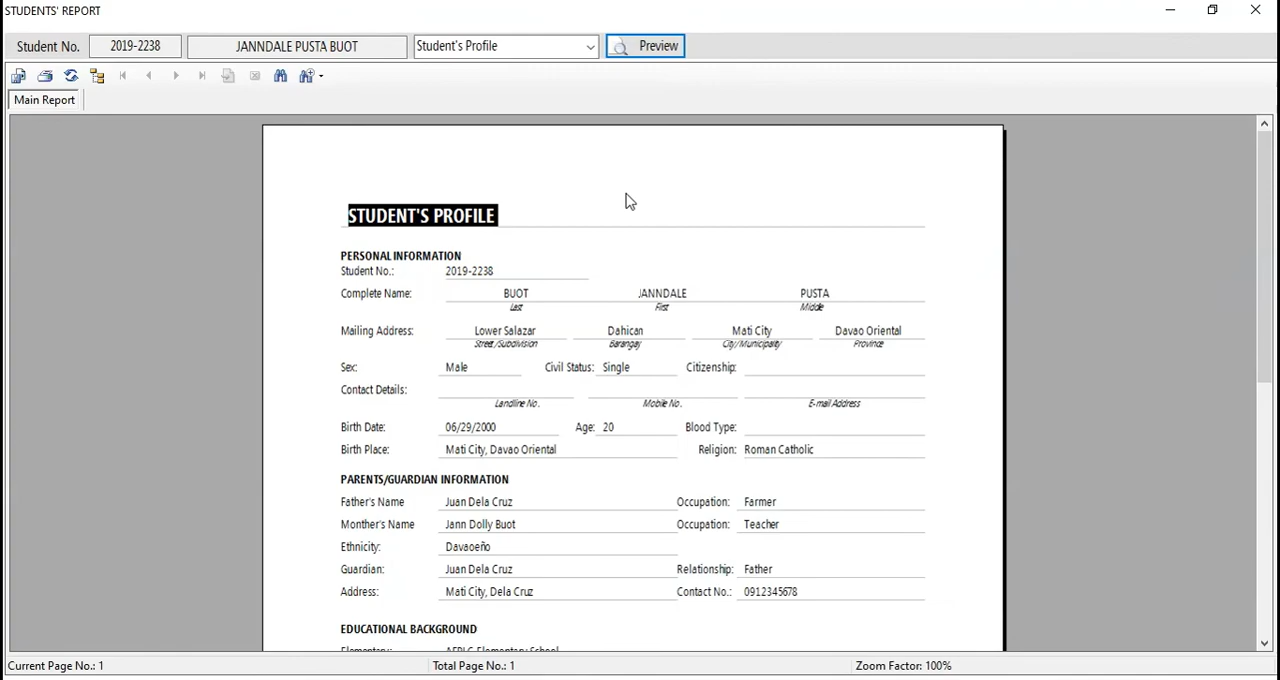 STUDENTS' REPORT
Student No. 2019-2238 JANNDALE PUSTA BUOT Student's Profile Preview
Main Report
STUDENT'S PROFILE
PERSONAL INFORMATION
Student No.: 2019-2238
Complete Name: BUOT JANNDALE PUSTA
Last First Middle
Mailing Address: Lower Salazar Dahican Mati City Davao Oriental
Street/Subdivision Barangay City/Municipality Province
Sex: Male Civil Status: Single Citizenship:
Contact Details:
Landline No. Mobile No. E-mail Address
Birth Date: 06/29/2000 Age: 20 Blood Type:
Birth Place: Mati City, Davao Oriental Religion: Roman Catholic
PARENTS/GUARDIAN INFORMATION
Father's Name Juan Dela Cruz Occupation: Farmer
Monther's Name Jann Dolly Buot Occupation: Teacher
Ethnicity: Davaoeño
Guardian: Juan Dela Cruz Relationship: Father
Address: Mati City, Dela Cruz Contact No.: 0912345678
EDUCATIONAL BACKGROUND
Elementary: Elementary School
Current Page No.: 1 Total Page No.: 1 Zoom Factor: 100%